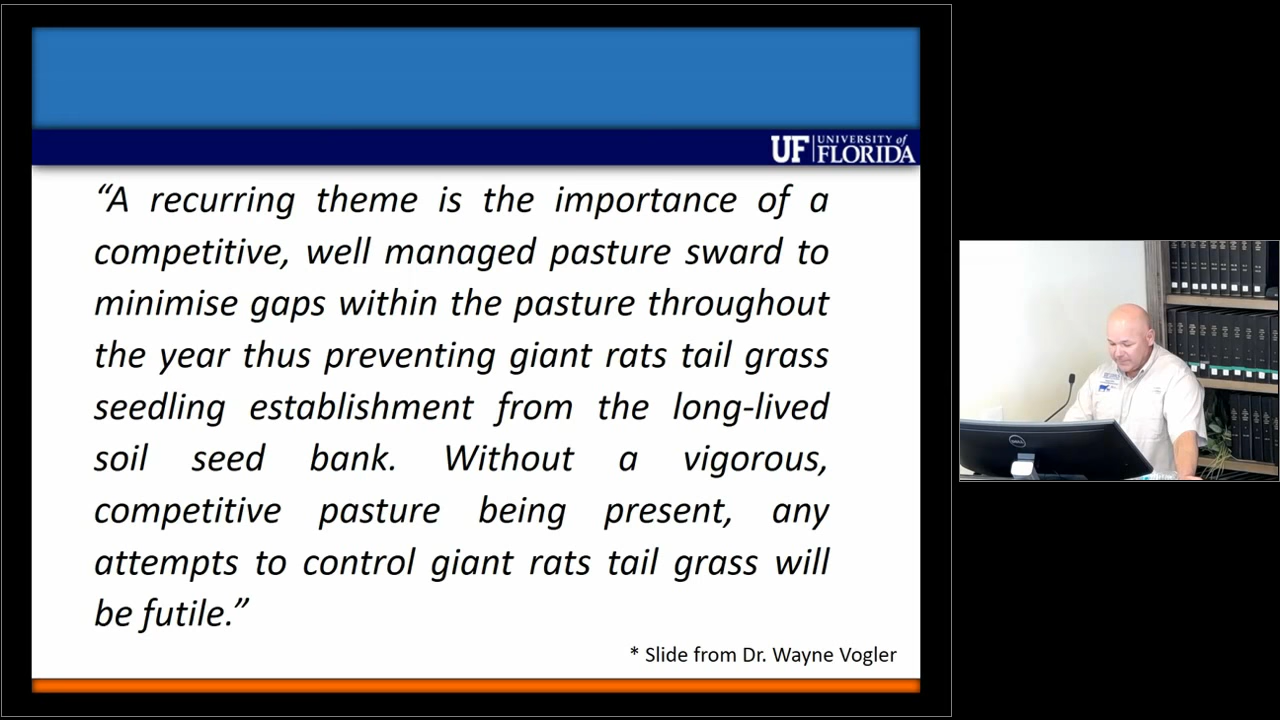 UF UNIVERSITY of
FLORIDA
“A recurring theme is the importance of a
competitive, well managed pasture sward to
minimise gaps within the pasture throughout
the year thus preventing giant rats tail grass
seedling establishment from the long-lived
soil seed bank. Without a vigorous,
competitive pasture being present, any
attempts to control giant rats tail grass will
be futile.”
* Slide from Dr. Wayne Vogler
DELL